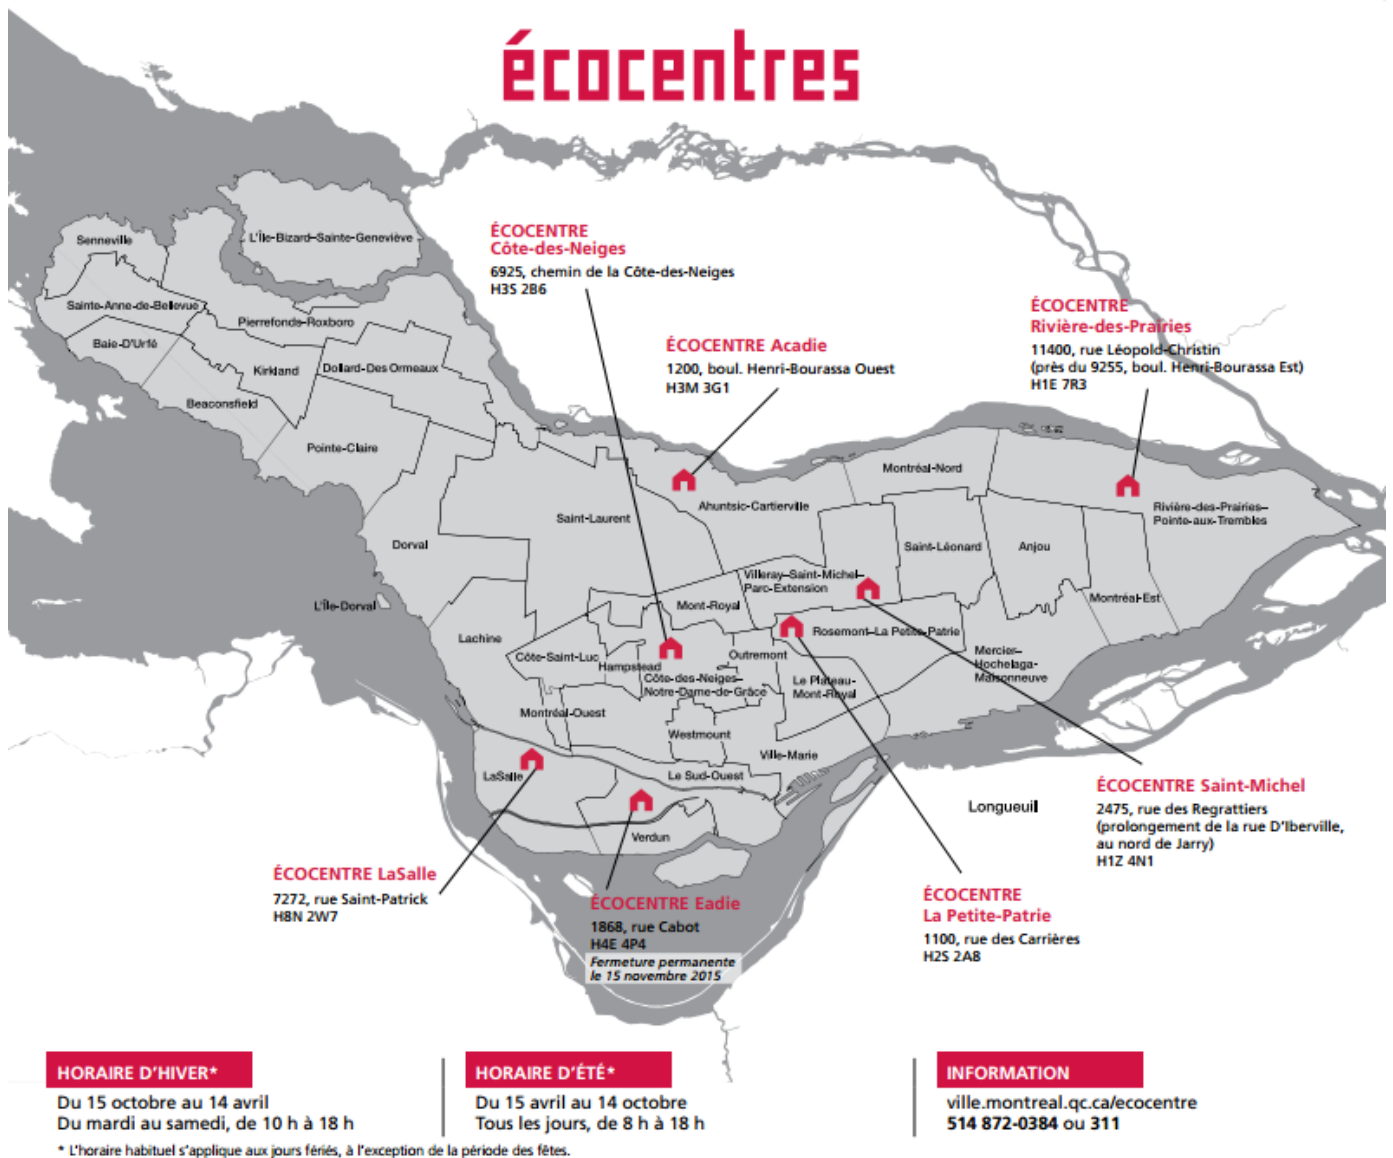 écocentres
Senneville
L'Île-Bizard–Sainte-Geneviève
Sainte-Anne-de-Bellevue
Pierrefonds-Roxboro
Baie-D'Urfé
Kirkland
Dollard-Des Ormeaux
Beaconsfield
Pointe-Claire
ÉCOCENTRE
Côte-des-Neiges
6925, chemin de la Côte-des-Neiges
H3S 2B6
ÉCOCENTRE Acadie
1200, boul. Henri-Bourassa Ouest
H3M 3G1
ÉCOCENTRE
Rivière-des-Prairies
11400, rue Léopold-Christin
(près du 9255, boul. Henri-Bourassa Est)
H1E 7R3
Montréal-Nord
Ahuntsic-Cartierville
Rivière-des-Prairies–
Pointe-aux-Trembles
Saint-Laurent
Dorval
Saint-Léonard
Anjou
Villeray–Saint-Michel–
Parc-Extension
Montréal-Est
L'Île-Dorval
Mont-Royal
Lachine
Rosemont–La Petite-Patrie
Côte-Saint-Luc
Hampstead
Outremont
Mercier–
Hochelaga-
Maisonneuve
Côte-des-Neiges–
Notre-Dame-de-Grâce
Le Plateau-
Mont-Royal
Montréal-Ouest
Westmount
Ville-Marie
LaSalle
Le Sud-Ouest
Verdun
Longueuil
ÉCOCENTRE Saint-Michel
2475, rue des Regrattiers
(prolongement de la rue D'Iberville,
au nord de Jarry)
H1Z 4N1
ÉCOCENTRE LaSalle
7272, rue Saint-Patrick
H8N 2W7
ÉCOCENTRE Eadie
1868, rue Cabot
H4E 4P4
Fermeture permanente
le 15 novembre 2015
ÉCOCENTRE
La Petite-Patrie
1100, rue des Carrières
H2S 2A8
HORAIRE D'HIVER*
Du 15 octobre au 14 avril
Du mardi au samedi, de 10 h à 18 h
HORAIRE D'ÉTÉ*
Du 15 avril au 14 octobre
Tous les jours, de 8 h à 18 h
INFORMATION
ville.montreal.qc.ca/ecocentre
514 872-0384 ou 311
* L'horaire habituel s'applique aux jours fériés, à l'exception de la période des fêtes.